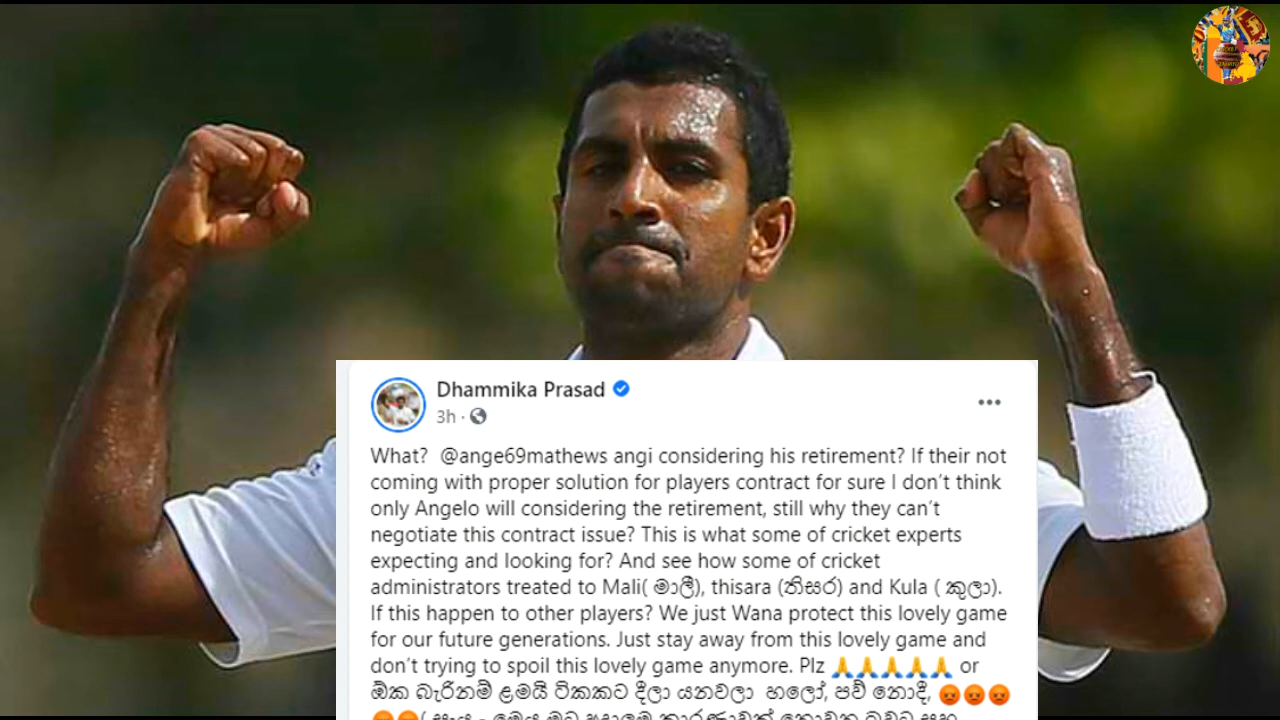 Dhammika Prasad
3h ·
What? @ange69mathews angi considering his retirement? If their not
coming with proper solution for players contract for sure I don’t think
only Angelo will considering the retirement, still why they can’t
negotiate this contract issue? This is what some of cricket experts
expecting and looking for? And see how some of cricket
administrators treated to Mali( මාලී), thisara (තිසර) and Kula ( කුලා).
If this happen to other players? We just Wana protect this lovely game
for our future generations. Just stay away from this lovely game and
don’t trying to spoil this lovely game anymore. Plz 🙏🙏🙏🙏🙏 or
ඕක බැරිනම් ළමයි ටිකකට දීලා යනවලා හලෝ, පව් නොදී, 😡😡😡